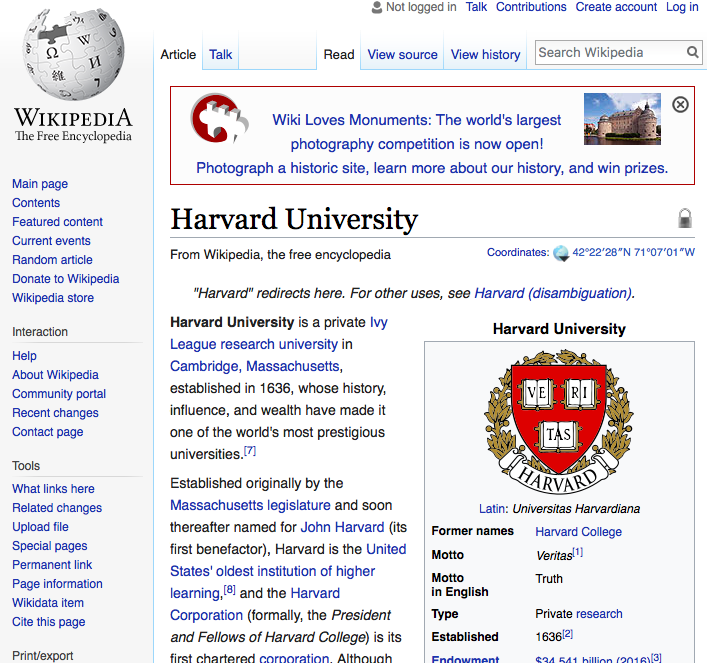 Not logged in Talk Contributions Create account Log in
Article Talk Read View source View history Search Wikipedia
WIKIPEDIA
The Free Encyclopedia
Main page
Contents
Featured content
Current events
Random article
Donate to Wikipedia
Wikipedia store
Interaction
Help
About Wikipedia
Community portal
Recent changes
Contact page
Tools
What links here
Related changes
Upload file
Special pages
Permanent link
Page information
Wikidata item
Cite this page
Print/export
Wiki Loves Monuments: The world's largest
photography competition is now open!
Photograph a historic site, learn more about our history, and win prizes.
Harvard University
From Wikipedia, the free encyclopedia
Coordinates: 42°22′28″N 71°07′01″W
"Harvard" redirects here. For other uses, see Harvard (disambiguation).
Harvard University is a private Ivy
League research university in
Cambridge, Massachusetts,
established in 1636, whose history,
influence, and wealth have made it
one of the world's most prestigious
universities.[7]
Established originally by the
Massachusetts legislature and soon
thereafter named for John Harvard (its
first benefactor), Harvard is the United
States' oldest institution of higher
learning,[8] and the Harvard
Corporation (formally, the President
and Fellows of Harvard College) is its
first chartered corporation. Although
Harvard University
VE RI
TAS
HARVARD
Latin: Universitas Harvardiana
Former names Harvard College
Motto Veritas[1]
Motto
in English Truth
Type Private research
Established 1636[2]
Endowment $34.541 billion (2016)[3]